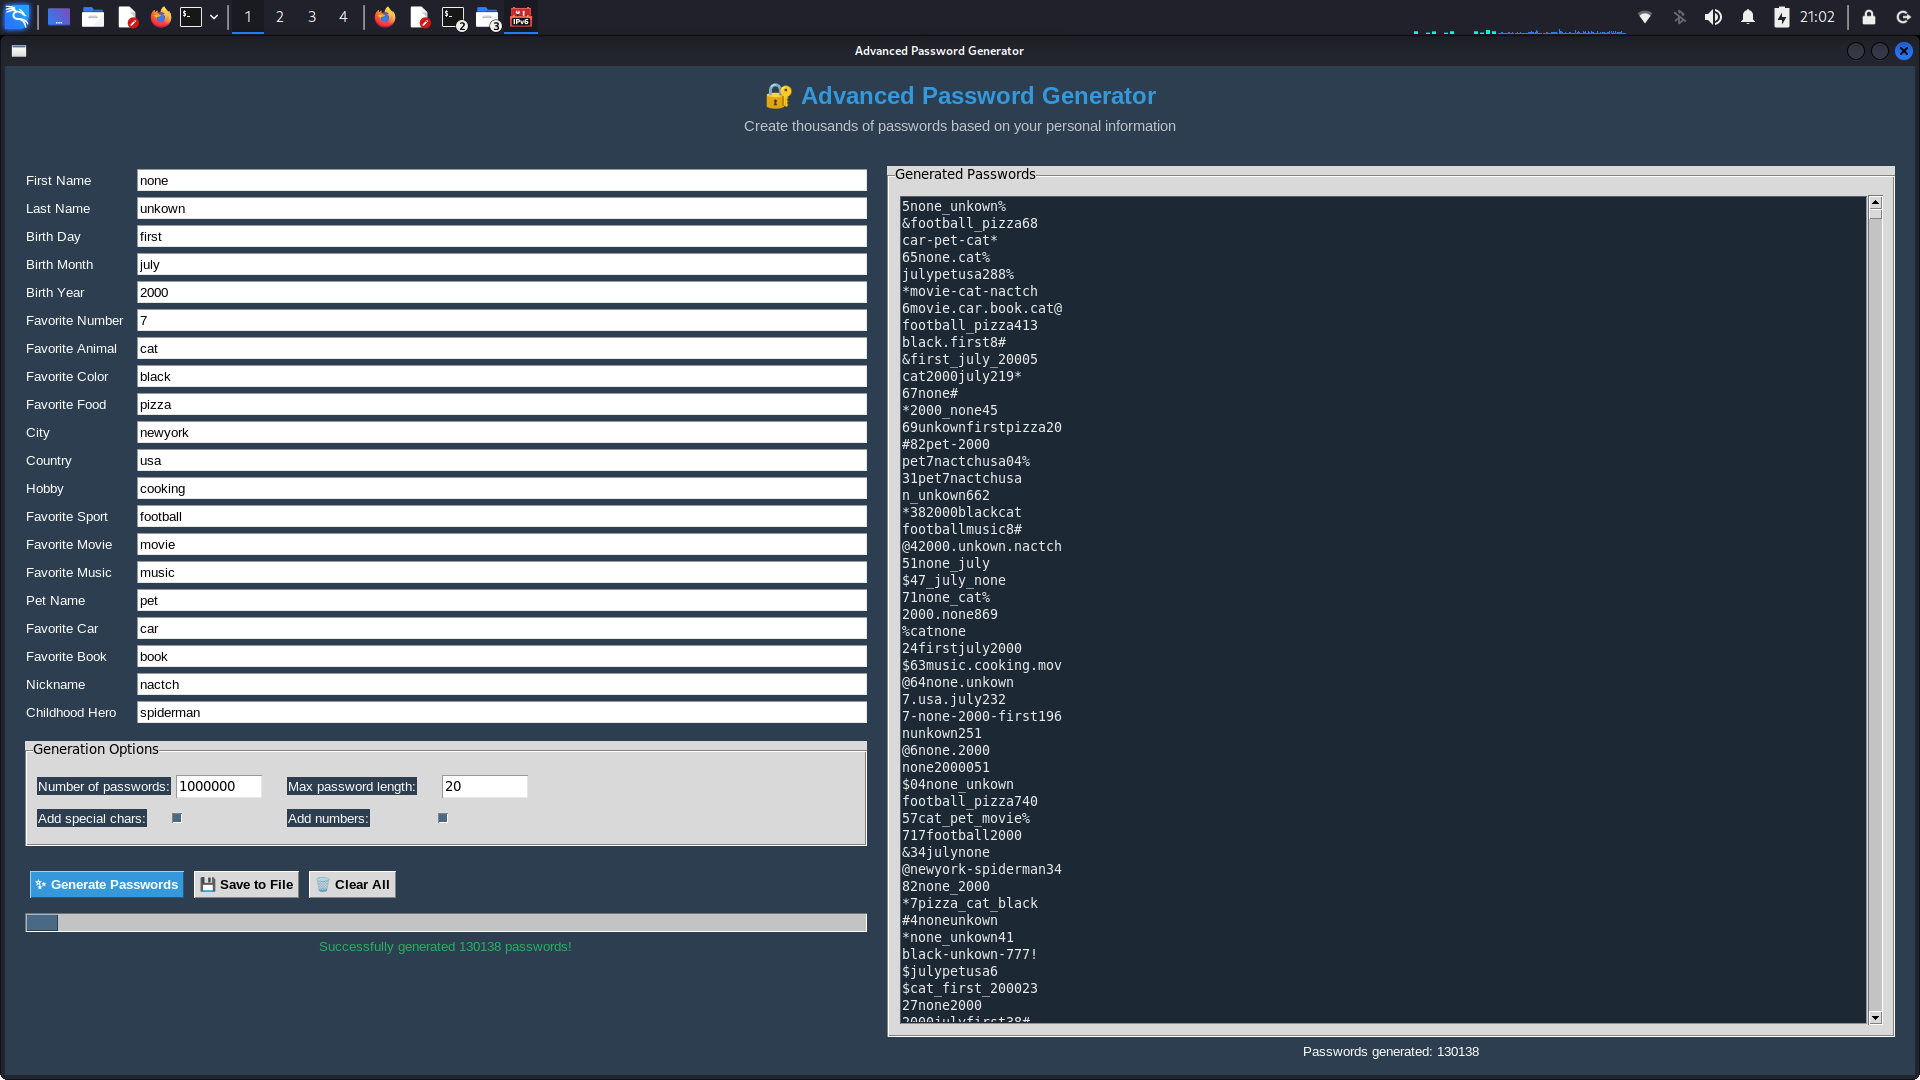 1 2 3 4
2
3
IPv6
21:02
Advanced Password Generator
🔐 Advanced Password Generator
Create thousands of passwords based on your personal information
First Name none
Last Name unkown
Birth Day first
Birth Month july
Birth Year 2000
Favorite Number 7
Favorite Animal cat
Favorite Color black
Favorite Food pizza
City newyork
Country usa
Hobby cooking
Favorite Sport football
Favorite Movie movie
Favorite Music music
Pet Name pet
Favorite Car car
Favorite Book book
Nickname nactch
Childhood Hero spiderman
Generation Options
Number of passwords: 1000000 Max password length: 20
Add special chars: Add numbers:
✨ Generate Passwords 💾 Save to File 🗑️ Clear All
Successfully generated 130138 passwords!
Generated Passwords
5none_unkown%
&football_pizza68
car-pet-cat*
65none.cat%
julypetusa288%
*movie-cat-nactch
6movie.car.book.cat@
football_pizza413
black.first8#
&first_july_20005
cat2000july219*
67none#
*2000_none45
69unkownfirstpizza20
#82pet-2000
pet7nactchusa04%
31pet7nactchusa
n_unkown662
*382000blackcat
footballmusic8#
@42000.unkown.nactch
51none_july
$47_july_none
71none_cat%
2000.none869
%catnone
24firstjuly2000
$63music.cooking.mov
@64none.unkown
7.usa.july232
7-none-2000-first196
nunkown251
@6none.2000
none2000051
$04none_unkown
football_pizza740
57cat_pet_movie%
717football2000
&34julynone
@newyork-spiderman34
82none_2000
*7pizza_cat_black
#4noneunkown
*none_unkown41
black-unkown-777!
$julypetusa6
$cat_first_200023
27none2000
2000julyfirst38#
Passwords generated: 130138